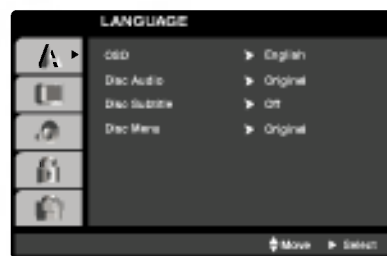 LANGUAGE
OSD English
Disc Audio Original
Disc Subtitle Off
Disc Menu Original
Move Select